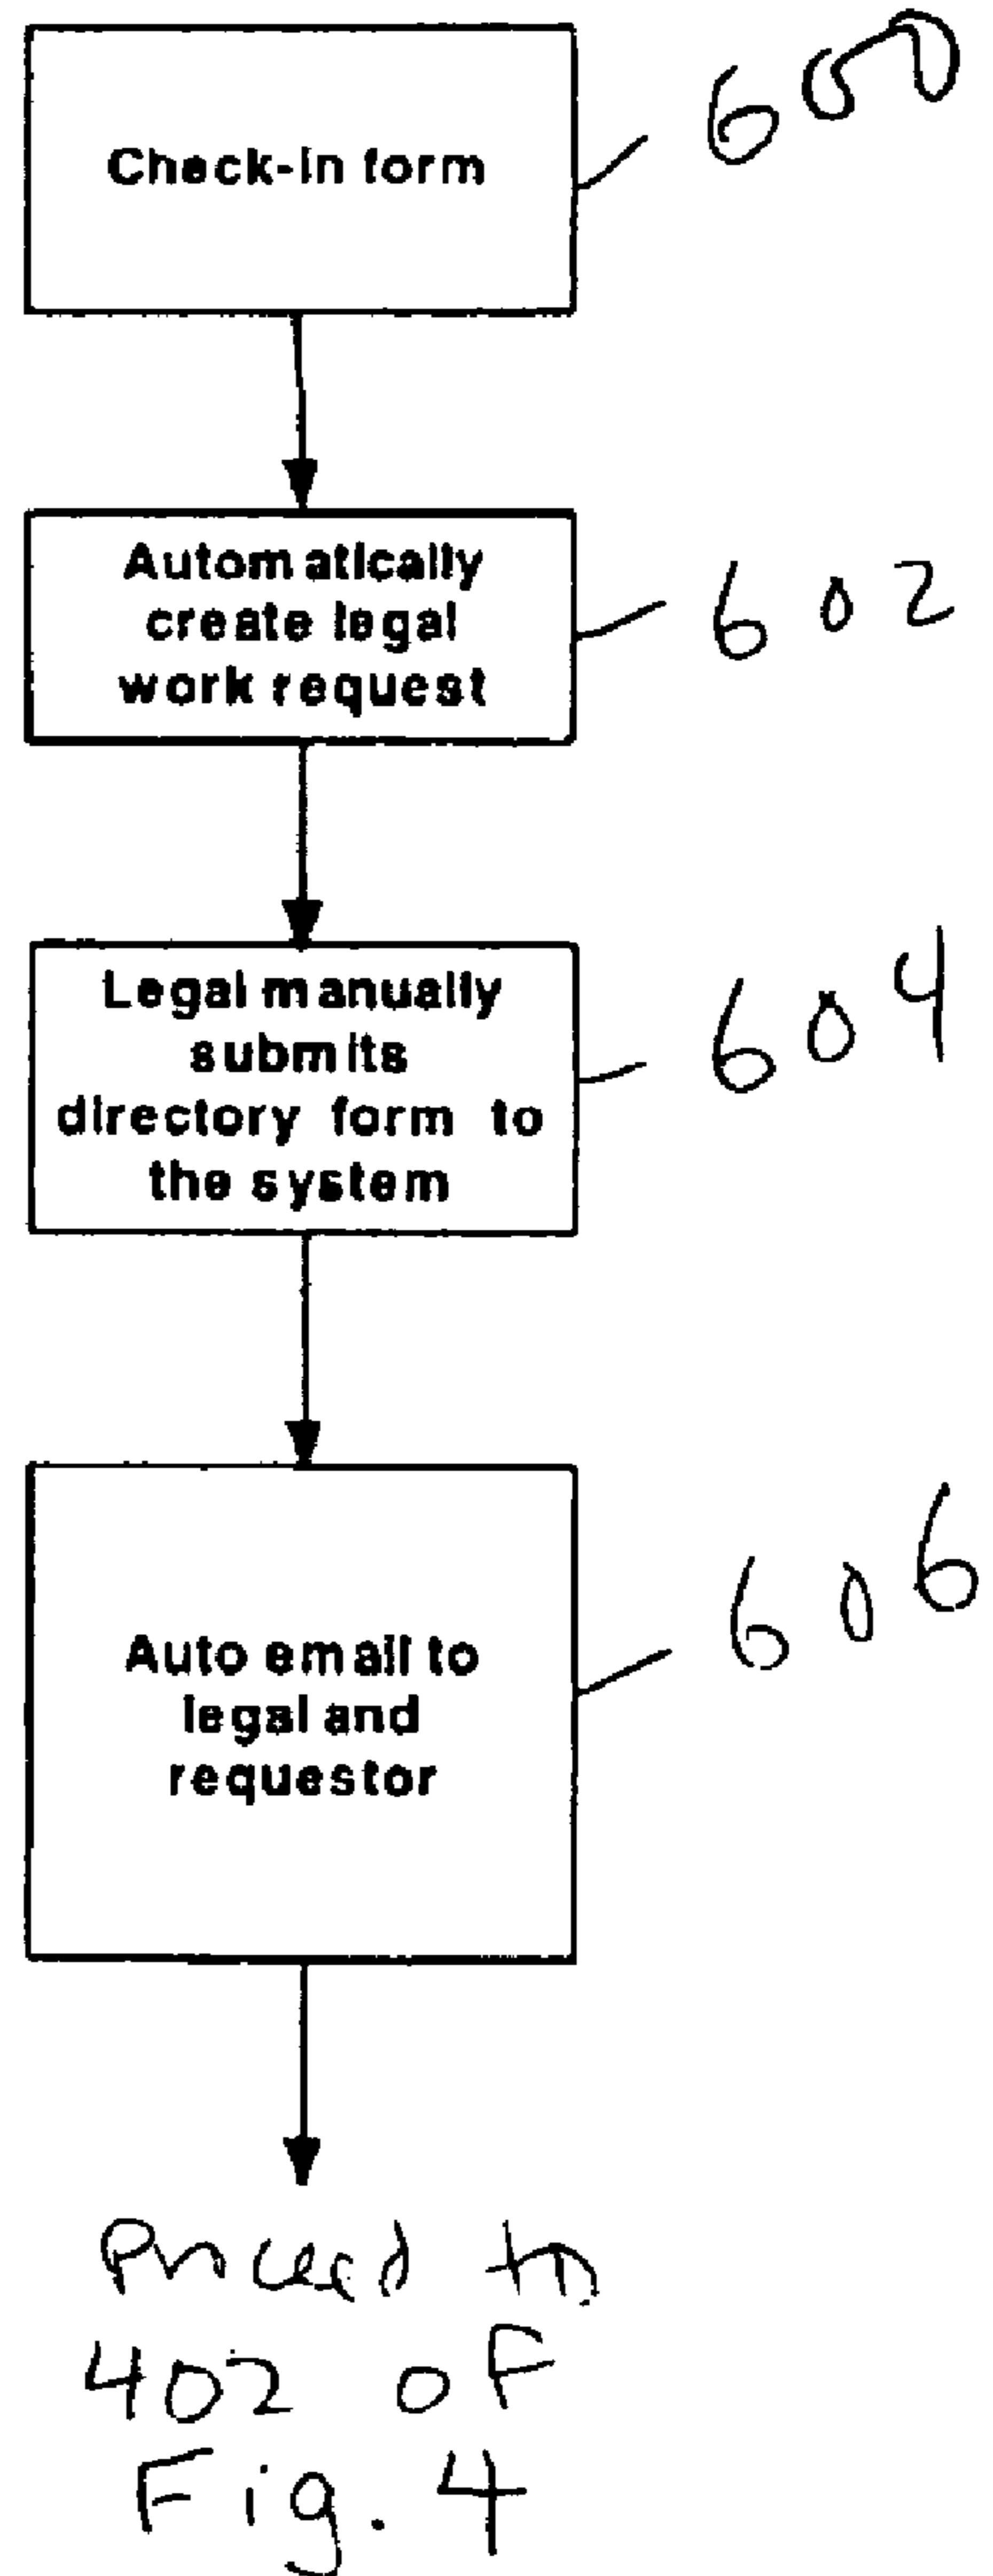 Check-in form
600
Automatically
create legal
work request
602
Legal manually
submits
directory form to
the system
604
Auto email to
legal and
requestor
606
Proceed to
402 of
Fig. 4